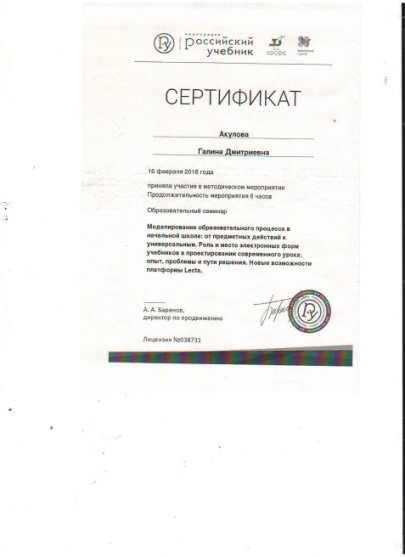 корпорация
российский
учебник
СЕРТИФИКАТ
Акулова
Галина Дмитриевна
16 февраля 2018 года
приняла участие в методическом мероприятии
Продолжительность мероприятия 6 часов
Образовательный семинар
Моделирование образовательного процесса в
начальной школе: от предметных действий к
универсальным. Роль и место электронных форм
учебников в проектировании современного урока:
опыт, проблемы и пути решения. Новые возможности
платформы Lecta.
А. А. Баранов,
директор по продвижению
Лицензия №038731